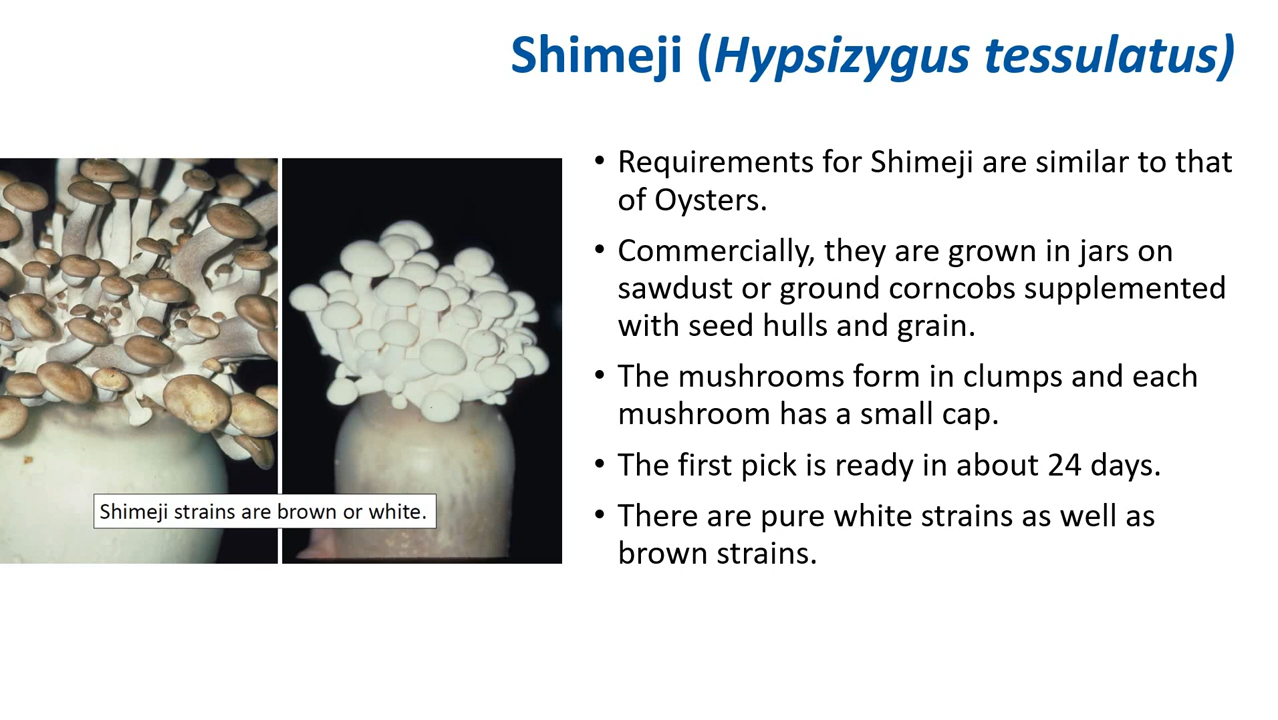 Shimeji (Hypsizygus tessulatus)
• Requirements for Shimeji are similar to that
of Oysters.
• Commercially, they are grown in jars on
sawdust or ground corncobs supplemented
with seed hulls and grain.
• The mushrooms form in clumps and each
mushroom has a small cap.
• The first pick is ready in about 24 days.
• There are pure white strains as well as
brown strains.
Shimeji strains are brown or white.